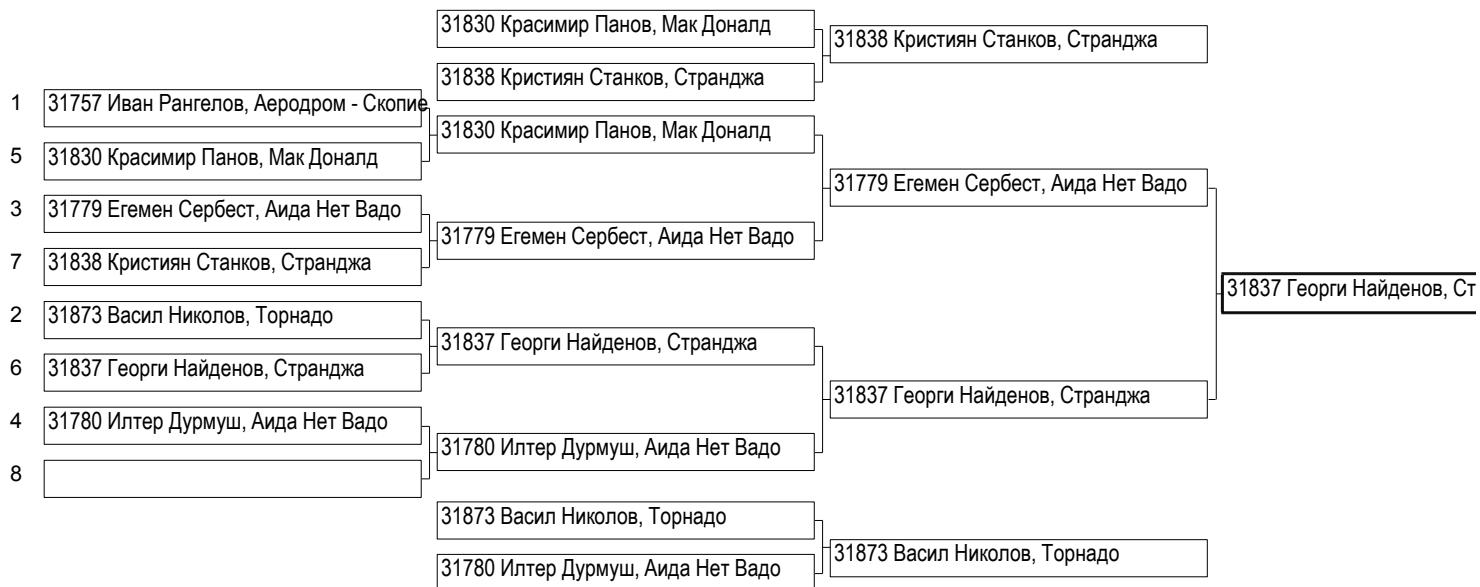 31830 Красимир Панов, Мак Доналд
31838 Кристиян Станков, Странджа
31838 Кристиян Станков, Странджа
1 31757 Иван Рангелов, Аеродром - Скопие
31830 Красимир Панов, Мак Доналд
5 31830 Красимир Панов, Мак Доналд
31779 Егемен Сербест, Аида Нет Вадо
3 31779 Егемен Сербест, Аида Нет Вадо
31779 Егемен Сербест, Аида Нет Вадо
7 31838 Кристиян Станков, Странджа
31837 Георги Найденов, Ст
2 31873 Васил Николов, Торнадо
31837 Георги Найденов, Странджа
6 31837 Георги Найденов, Странджа
31837 Георги Найденов, Странджа
4 31780 Илтер Дурмуш, Аида Нет Вадо
31780 Илтер Дурмуш, Аида Нет Вадо
8
31873 Васил Николов, Торнадо
31873 Васил Николов, Торнадо
31780 Илтер Дурмуш, Аида Нет Вадо